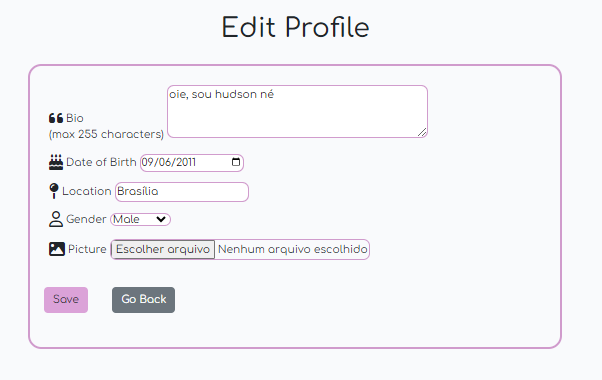 Edit Profile
oie, sou hudson né
Bio
(max 255 characters)
Date of Birth 09/06/2011
Location Brasília
Gender Male
Picture Escolher arquivo Nenhum arquivo escolhido
Save Go Back